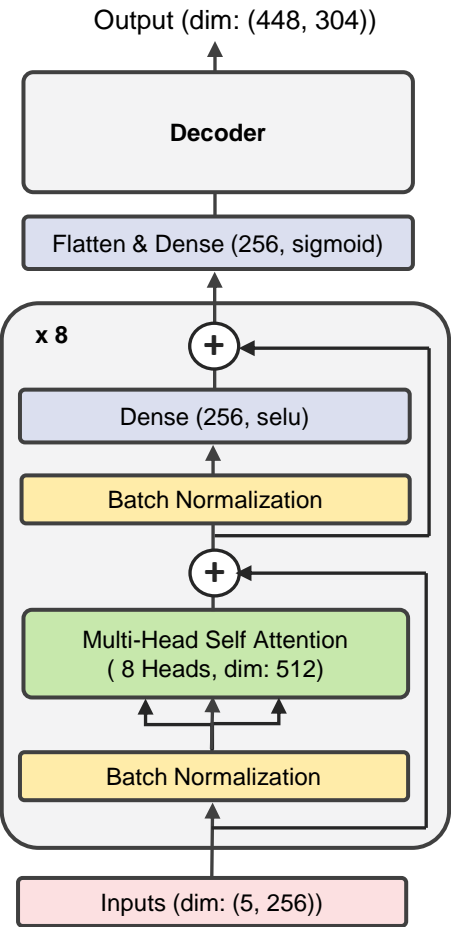 Output (dim: (448, 304))
Decoder
Flatten & Dense (256, sigmoid)
x 8
+
Dense (256, selu)
Batch Normalization
+
Multi-Head Self Attention
( 8 Heads, dim: 512)
Batch Normalization
Inputs (dim: (5, 256))